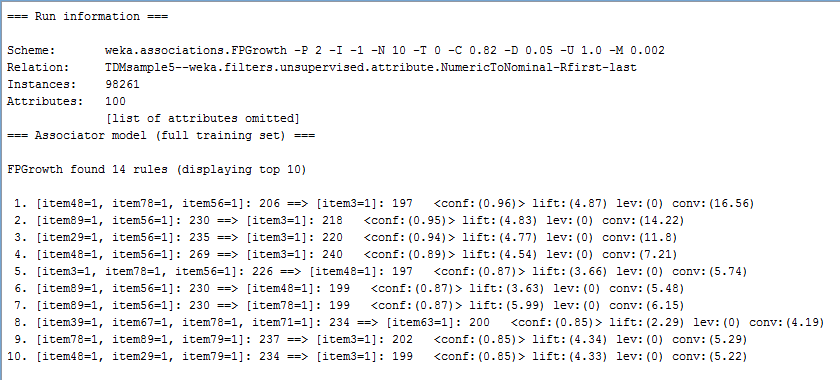 === Run information ===
Scheme: weka.associations.FPGrowth -P 2 -I -1 -N 10 -T 0 -C 0.82 -D 0.05 -U 1.0 -M 0.002
Relation: TDMsample5--weka.filters.unsupervised.attribute.NumericToNominal-Rfirst-last
Instances: 98261
Attributes: 100
[list of attributes omitted]
=== Associator model (full training set) ===
FPGrowth found 14 rules (displaying top 10)
1. [item48=1, item78=1, item56=1]: 206 ==> [item3=1]: 197 <conf:(0.96)> lift:(4.87) lev:(0) conv:(16.56)
2. [item89=1, item56=1]: 230 ==> [item3=1]: 218 <conf:(0.95)> lift:(4.83) lev:(0) conv:(14.22)
3. [item29=1, item56=1]: 235 ==> [item3=1]: 220 <conf:(0.94)> lift:(4.77) lev:(0) conv:(11.8)
4. [item48=1, item56=1]: 269 ==> [item3=1]: 240 <conf:(0.89)> lift:(4.54) lev:(0) conv:(7.21)
5. [item3=1, item78=1, item56=1]: 226 ==> [item48=1]: 197 <conf:(0.87)> lift:(3.66) lev:(0) conv:(5.74)
6. [item89=1, item56=1]: 230 ==> [item48=1]: 199 <conf:(0.87)> lift:(3.63) lev:(0) conv:(5.48)
7. [item89=1, item56=1]: 230 ==> [item78=1]: 199 <conf:(0.87)> lift:(5.99) lev:(0) conv:(6.15)
8. [item39=1, item67=1, item78=1, item71=1]: 234 ==> [item63=1]: 200 <conf:(0.85)> lift:(2.29) lev:(0) conv:(4.19)
9. [item78=1, item89=1, item79=1]: 237 ==> [item3=1]: 202 <conf:(0.85)> lift:(4.34) lev:(0) conv:(5.29)
10. [item48=1, item29=1, item79=1]: 234 ==> [item3=1]: 199 <conf:(0.85)> lift:(4.33) lev:(0) conv:(5.22)